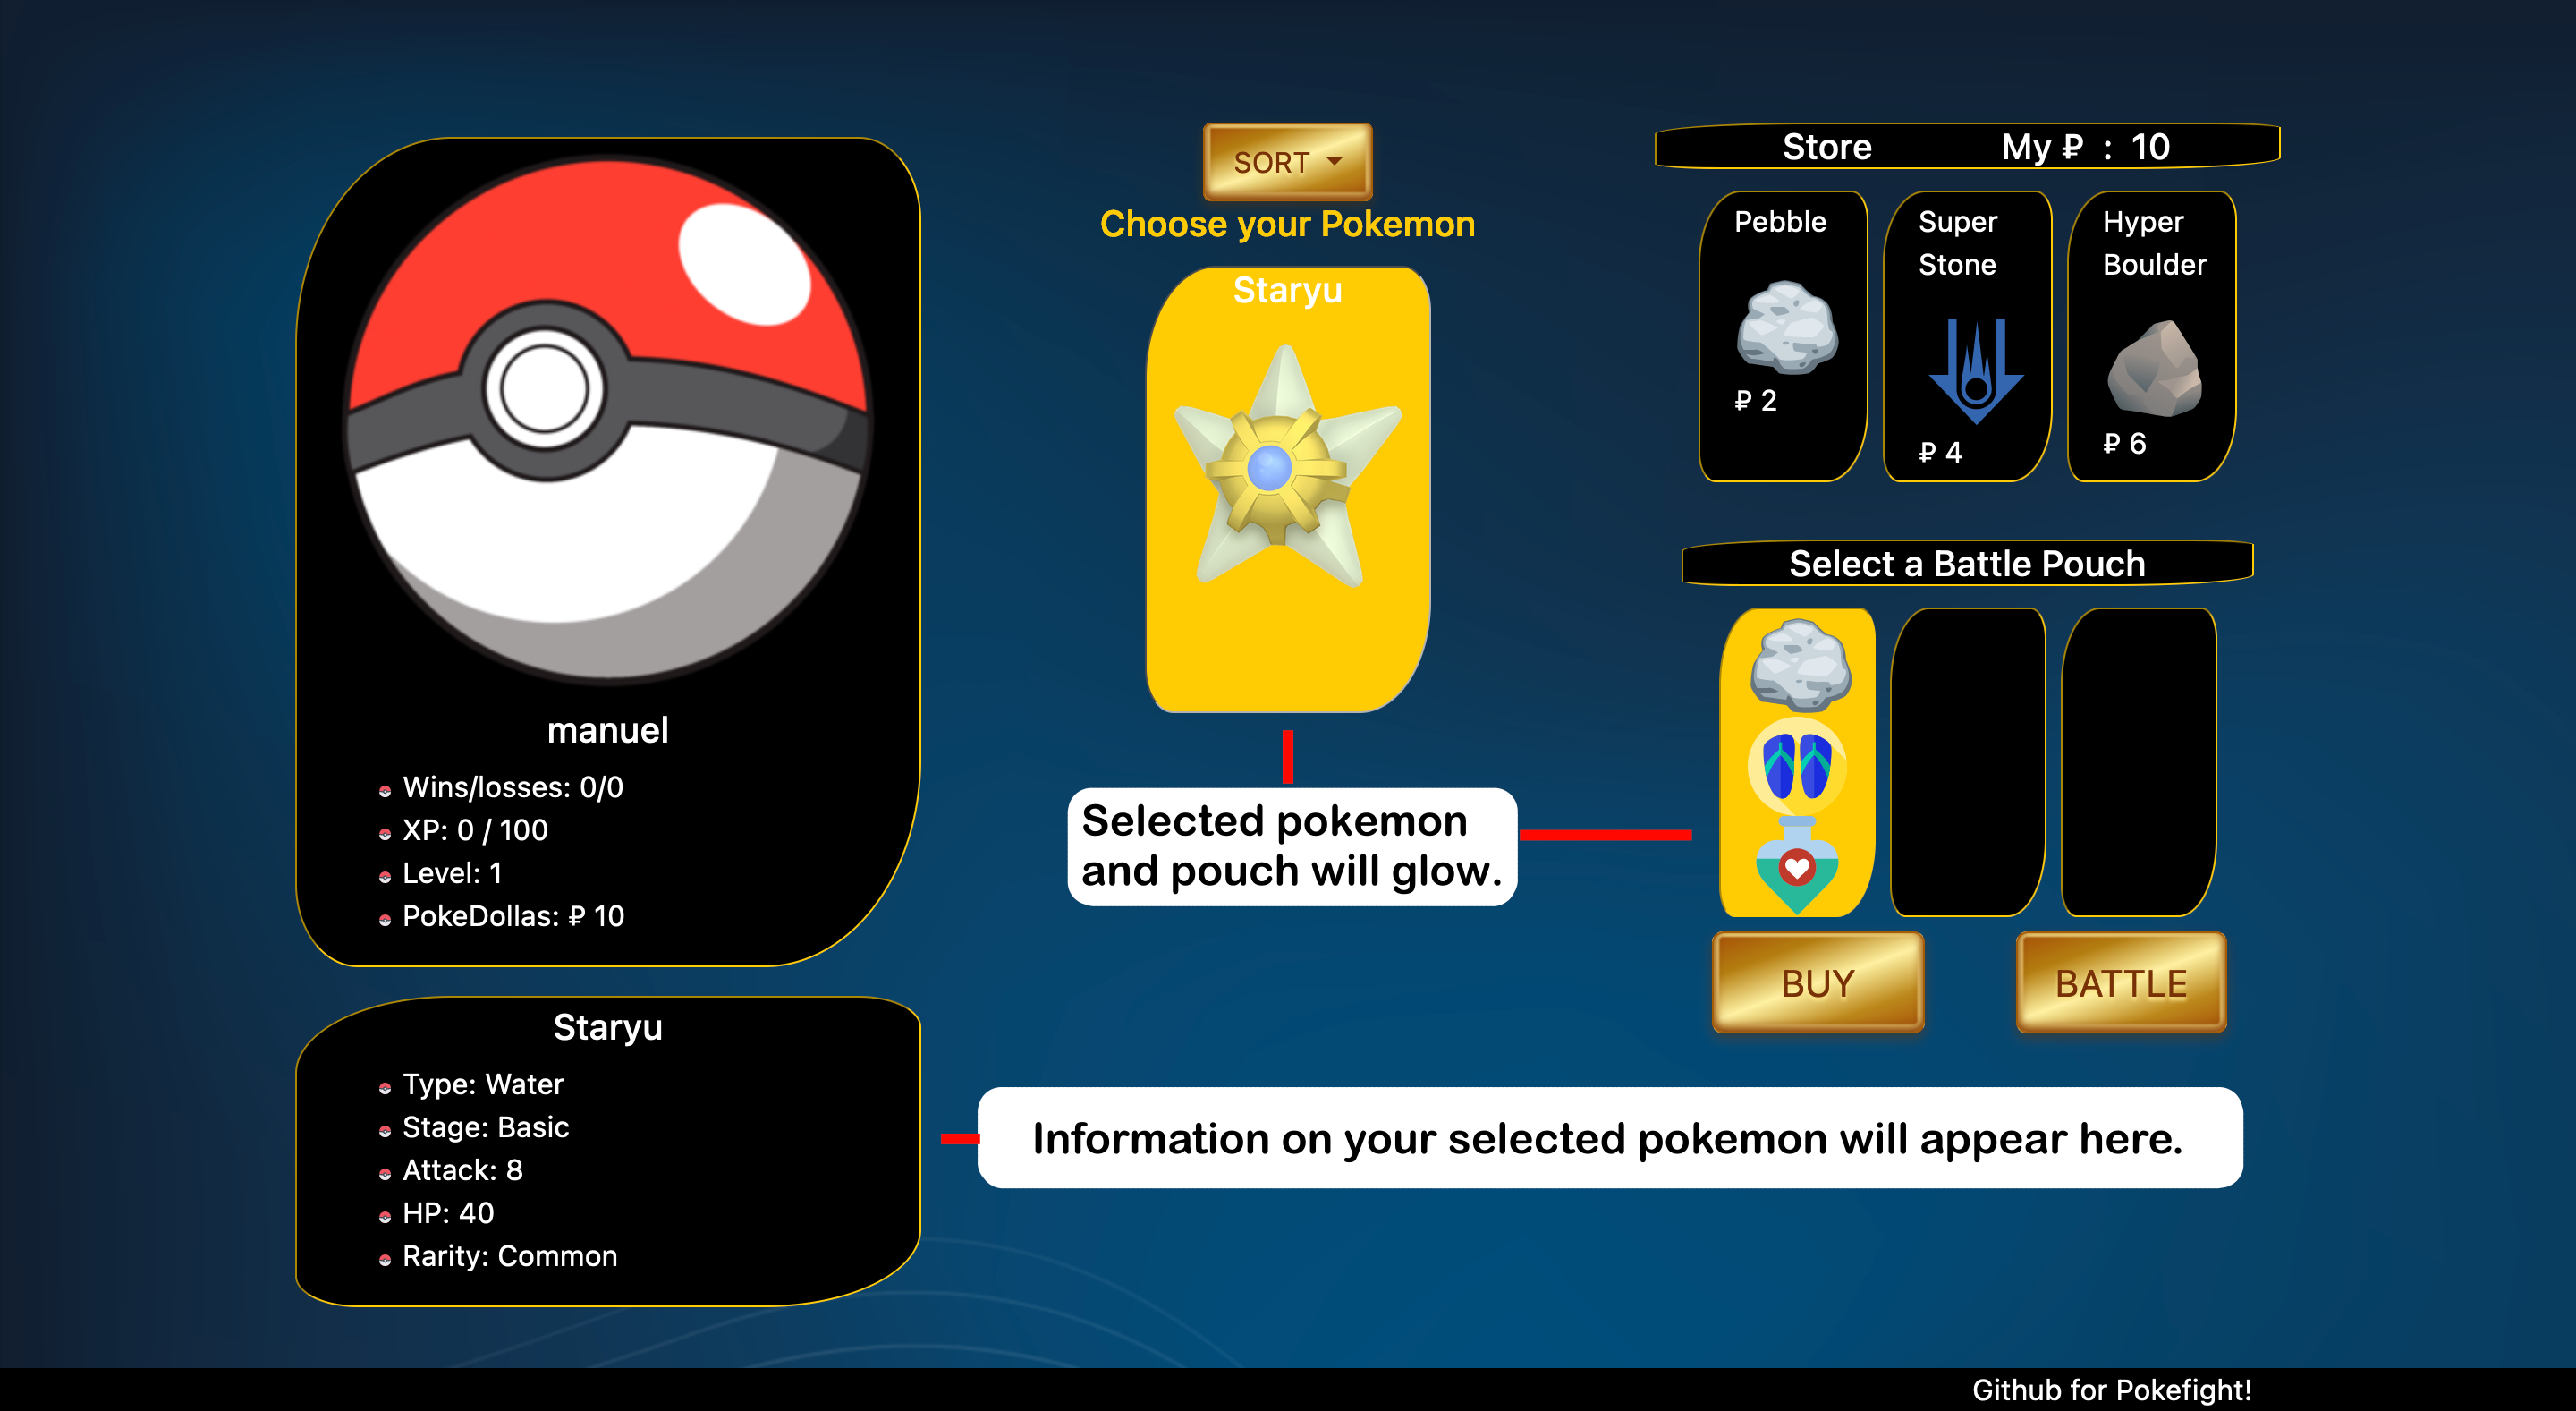 manuel
Wins/losses: 0/0
XP: 0 / 100
Level: 1
PokeDollas: ₽ 10
Staryu
Type: Water
Stage: Basic
Attack: 8
HP: 40
Rarity: Common
SORT
Choose your Pokemon
Staryu
Selected pokemon
and pouch will glow.
Store My ₽ : 10
Pebble
₽ 2
Super
Stone
₽ 4
Hyper
Boulder
₽ 6
Select a Battle Pouch
BUY
BATTLE
Information on your selected pokemon will appear here.
Github for Pokefight!